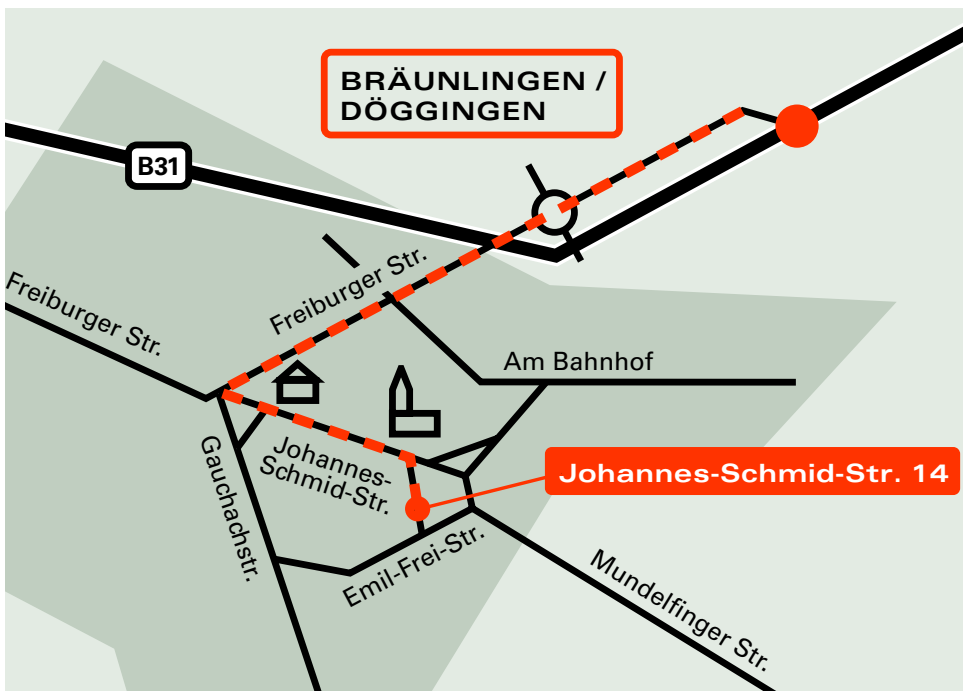 BRÄUNLINGEN /
DÖGGINGEN
B31
Freiburger Str.
Freiburger Str.
Am Bahnhof
Johannes-
Schmid-Str.
Gauchachstr.
Johannes-Schmid-Str. 14
Emil-Frei-Str.
Mundelfinger Str.